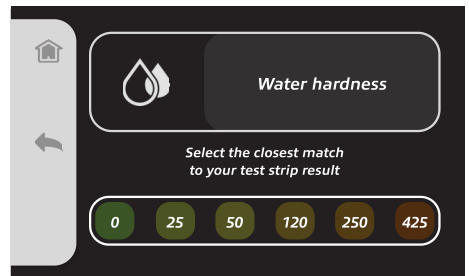 Water hardness
Select the closest match
to your test strip result
0 25 50 120 250 425